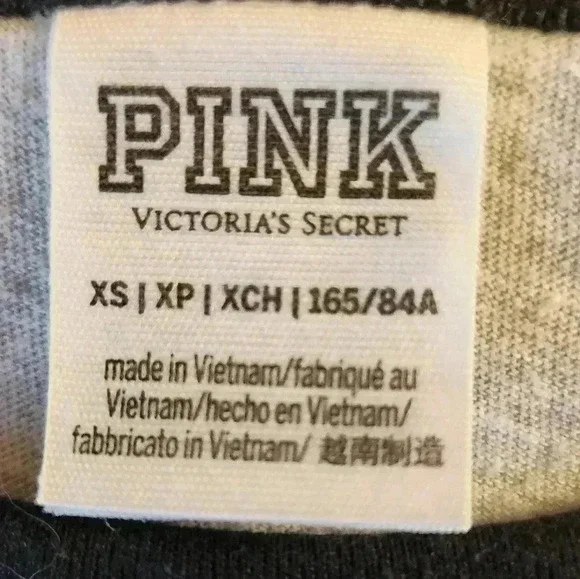 PINK
VICTORIA'S SECRET
XS | XP | XCH | 165/84A
made in Vietnam/fabriqué au
Vietnam/hecho en Vietnam/
fabbricato in Vietnam/ 越南制造